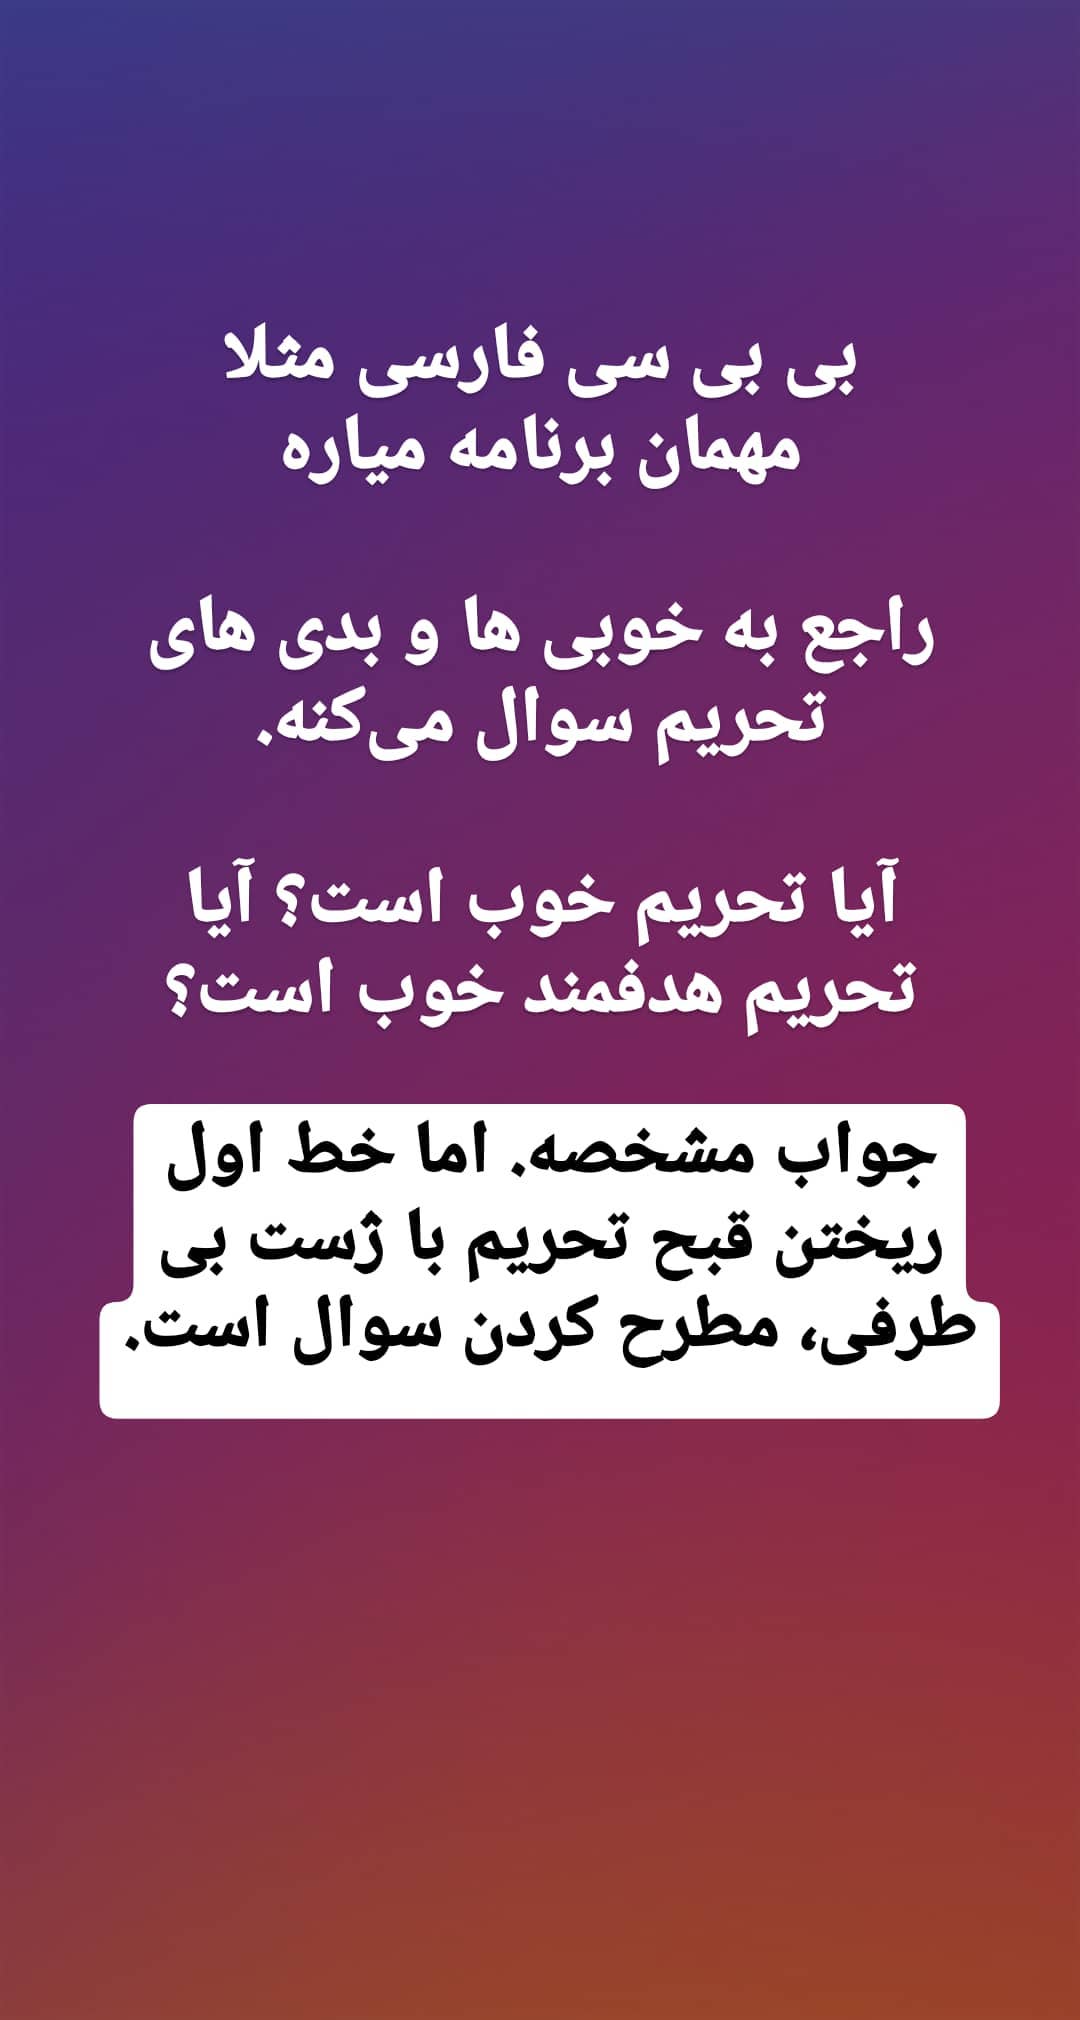 بی بی سی فارسی مثلا
مهمان برنامه میاره
راجع به خوبی ها و بدی های
تحریم سوال می‌کنه.
آیا تحریم خوب است؟ آیا
تحریم هدفمند خوب است؟
جواب مشخصه. اما خط اول
ریختن قبح تحریم با ژست بی
طرفی، مطرح کردن سوال است.